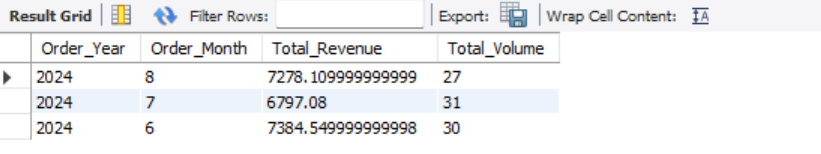 Result Grid Filter Rows: Export: Wrap Cell Content: IA
Order_Year Order_Month Total_Revenue Total_Volume
2024 8 7278.109999999999 27
2024 7 6797.08 31
2024 6 7384.549999999998 30